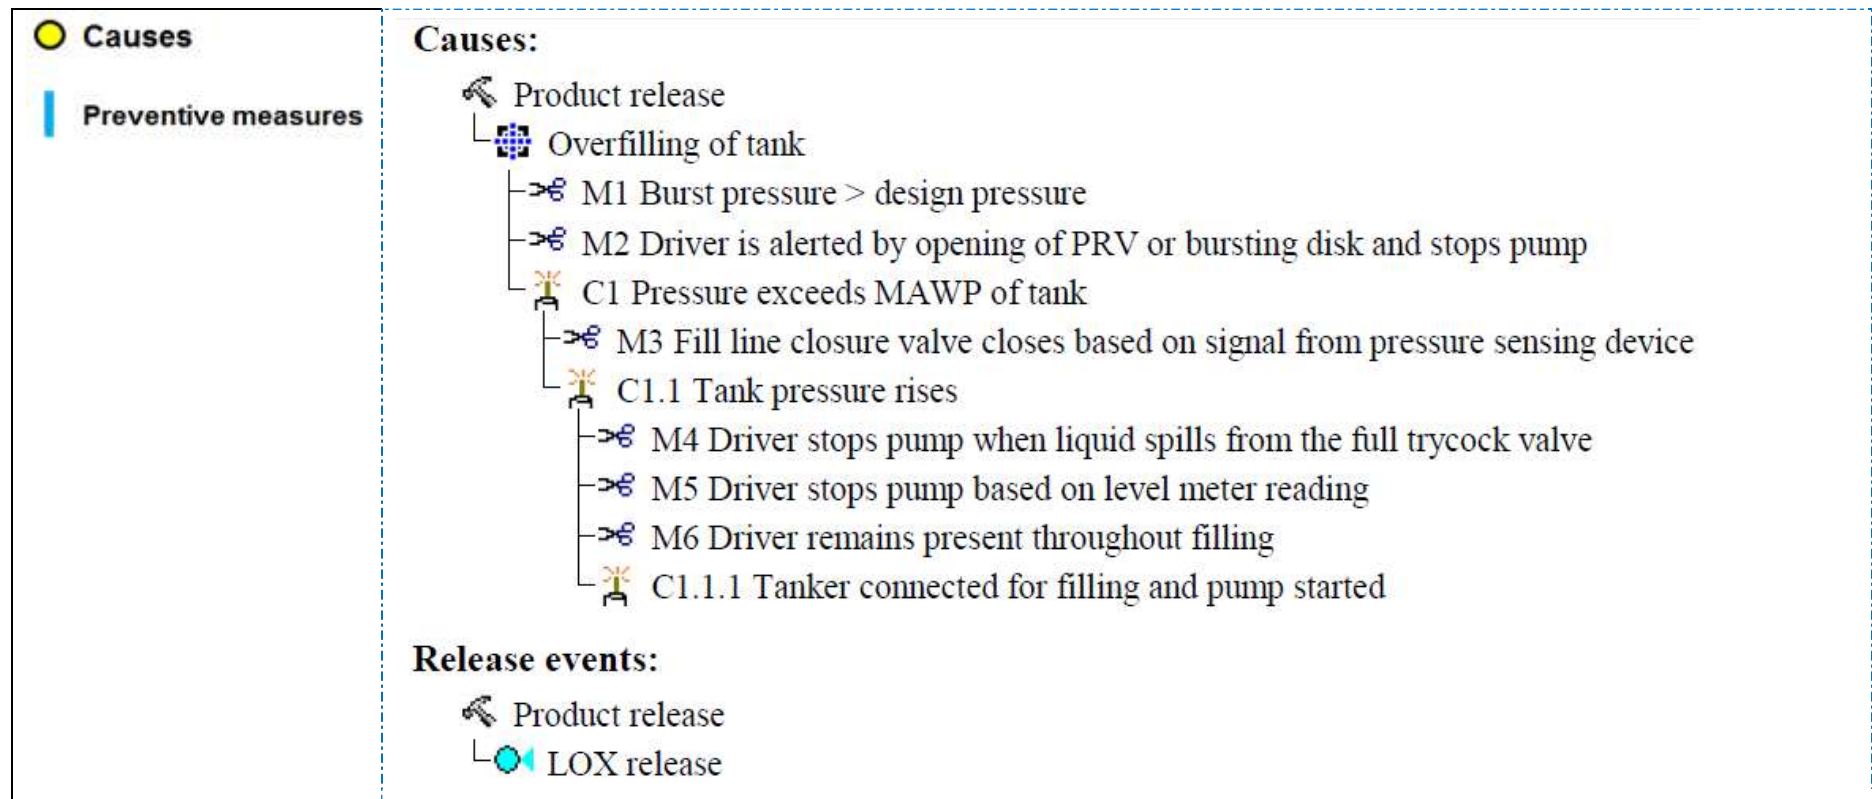 Causes
Preventive measures
Causes:
Product release
Overfilling of tank
M1 Burst pressure > design pressure
M2 Driver is alerted by opening of PRV or bursting disk and stops pump
C1 Pressure exceeds MAWP of tank
M3 Fill line closure valve closes based on signal from pressure sensing device
C1.1 Tank pressure rises
M4 Driver stops pump when liquid spills from the full trycock valve
M5 Driver stops pump based on level meter reading
M6 Driver remains present throughout filling
C1.1.1 Tanker connected for filling and pump started
Release events:
Product release
LOX release